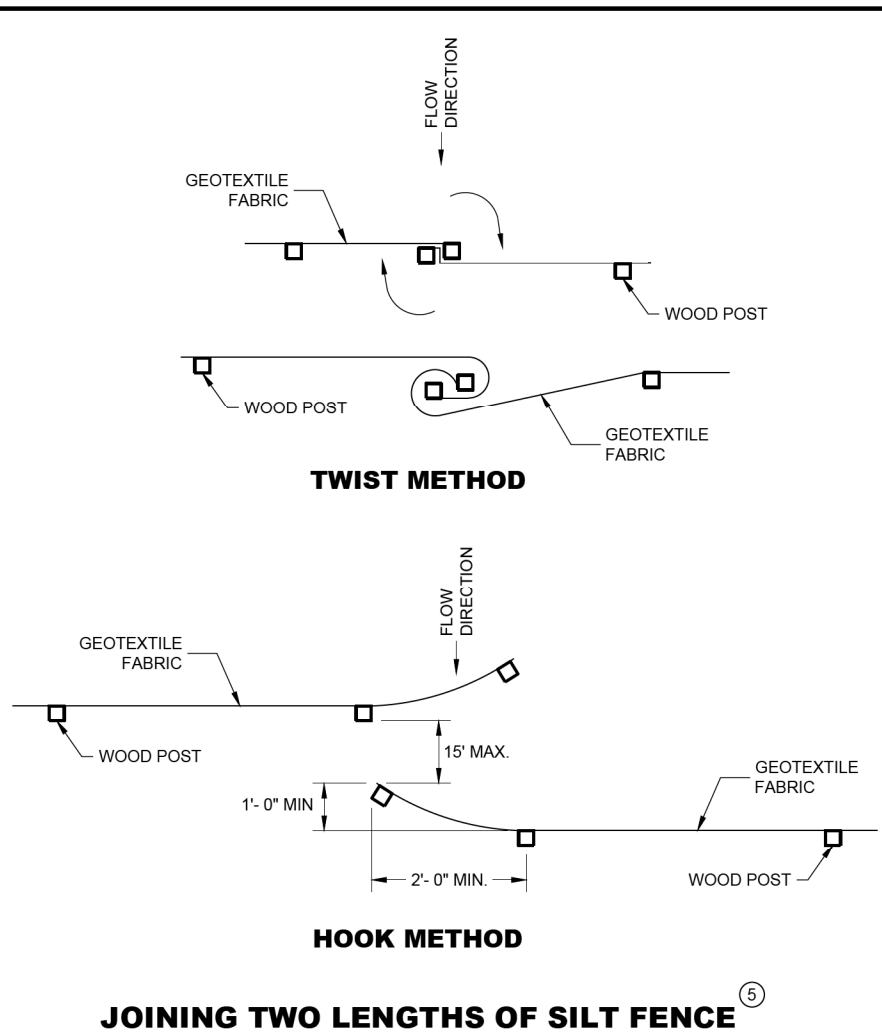 FLOW
DIRECTION
GEOTEXTILE
FABRIC
WOOD POST
WOOD POST
GEOTEXTILE
FABRIC
TWIST METHOD
FLOW
DIRECTION
GEOTEXTILE
FABRIC
WOOD POST
15' MAX.
GEOTEXTILE
FABRIC
1'- 0" MIN
2'- 0" MIN.
WOOD POST
HOOK METHOD
JOINING TWO LENGTHS OF SILT FENCE 5